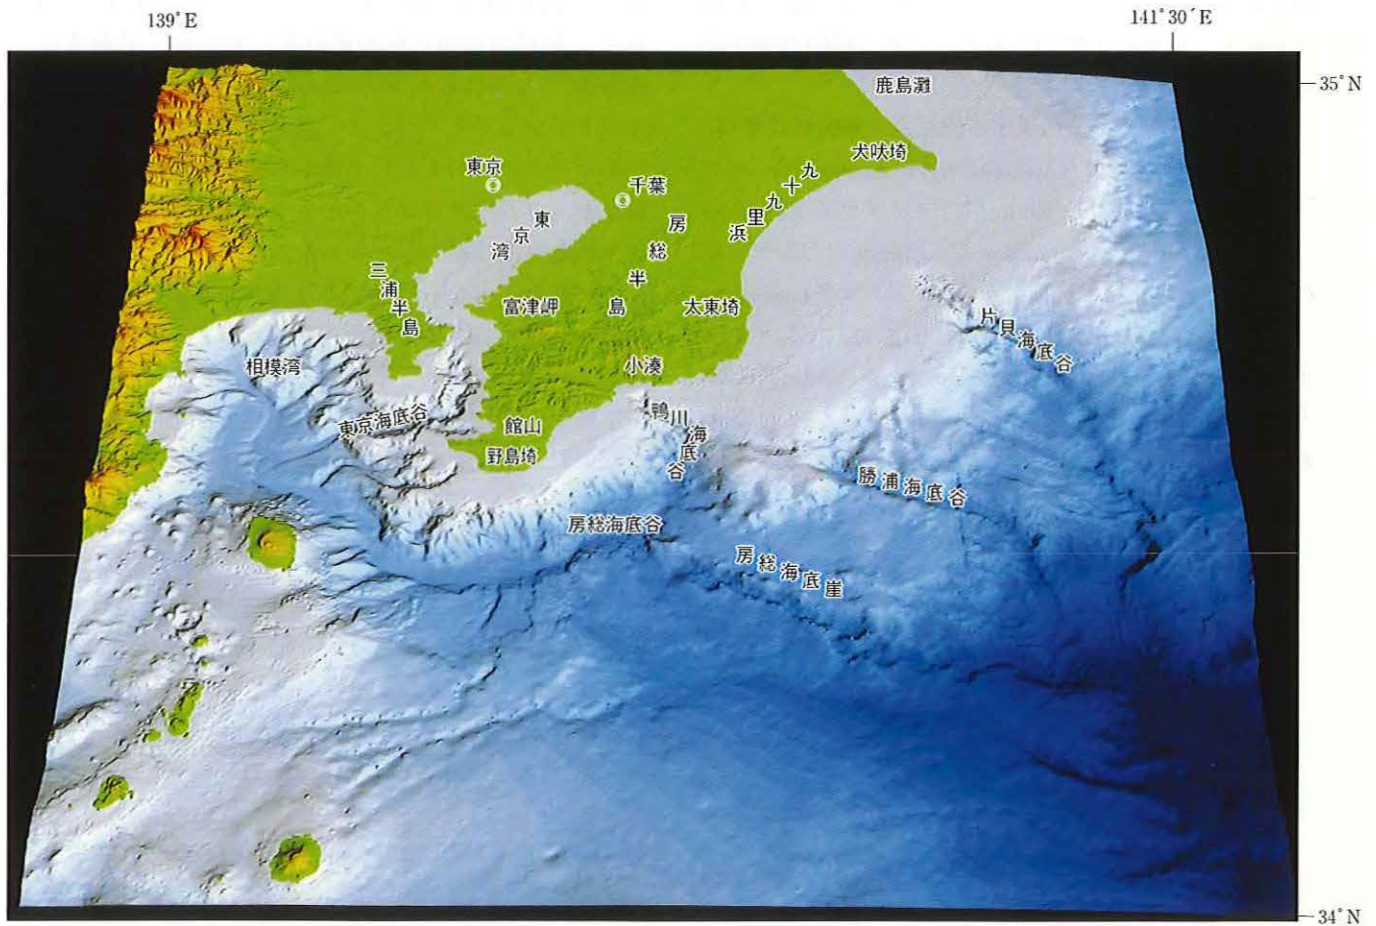 139°E
141°30´E
35°N
鹿島灘
犬吠埼
東京
千葉
九十九里浜
房総半島
東京湾
三浦半島
富津岬
太東埼
片貝海底谷
相模湾
小湊
東京海底谷
鴨川海底谷
館山
野島埼
勝浦海底谷
房総海底谷
房総海底崖
34°N